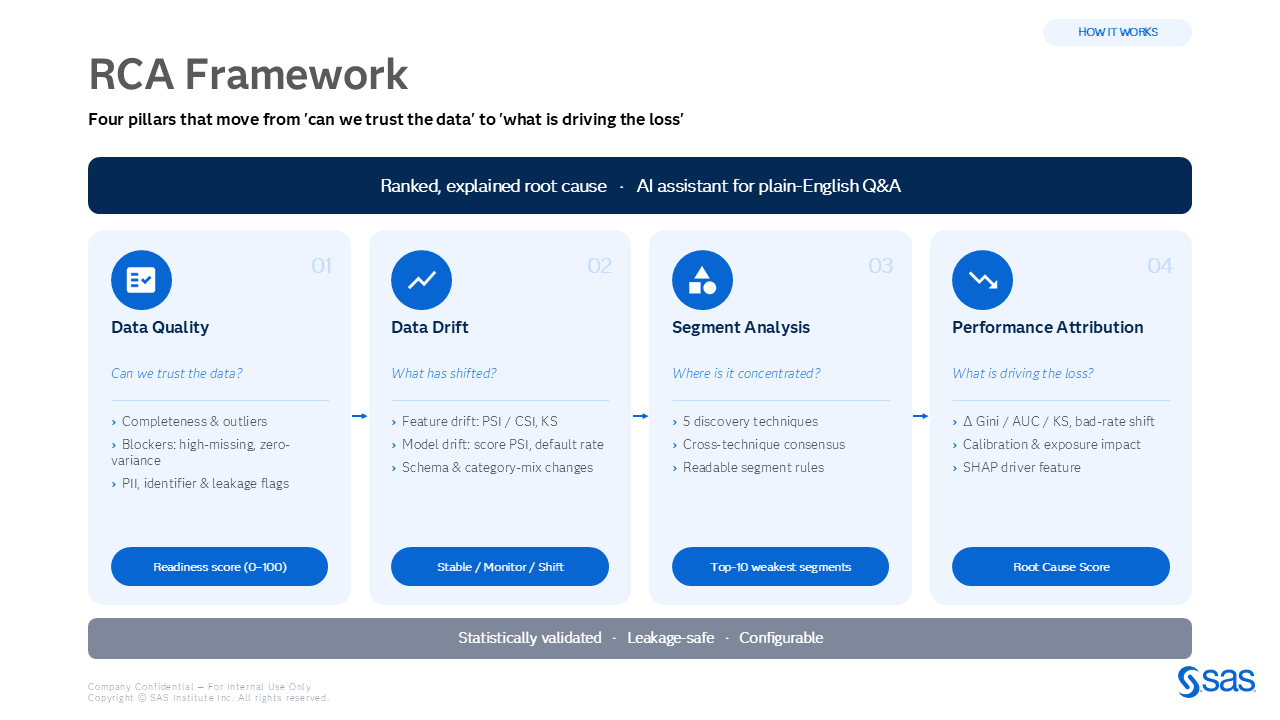 HOW IT WORKS
RCA Framework
Four pillars that move from 'can we trust the data' to 'what is driving the loss'
Ranked, explained root cause · AI assistant for plain-English Q&A
01
Data Quality
Can we trust the data?
› Completeness & outliers
› Blockers: high-missing, zero-
variance
› PII, identifier & leakage flags
Readiness score (0–100)
02
Data Drift
What has shifted?
› Feature drift: PSI / CSI, KS
› Model drift: score PSI, default rate
› Schema & category-mix changes
Stable / Monitor / Shift
03
Segment Analysis
Where is it concentrated?
› 5 discovery techniques
› Cross-technique consensus
› Readable segment rules
Top-10 weakest segments
04
Performance Attribution
What is driving the loss?
› Δ Gini / AUC / KS, bad-rate shift
› Calibration & exposure impact
› SHAP driver feature
Root Cause Score
Statistically validated · Leakage-safe · Configurable
Company Confidential – For Internal Use Only
Copyright © SAS Institute Inc. All rights reserved.
sas